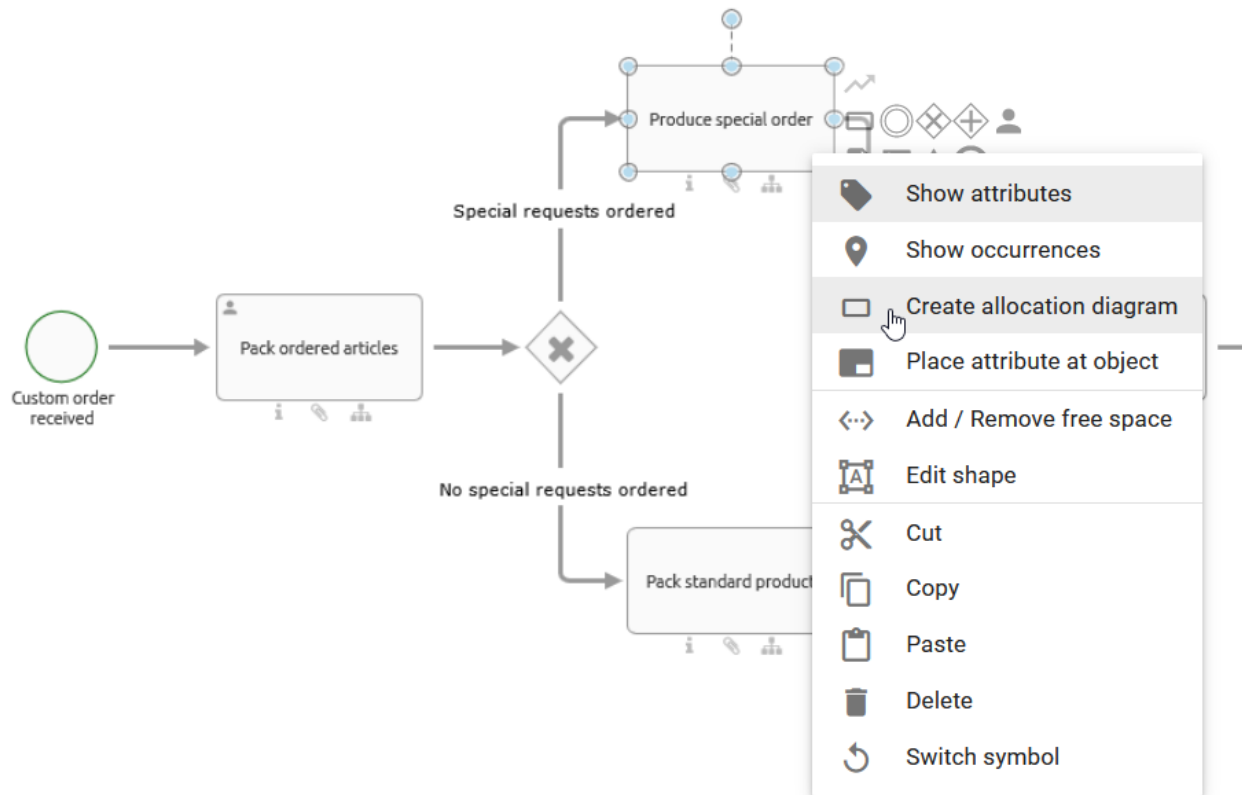 Produce special order
Special requests ordered
Custom order
received
Pack ordered articles
No special requests ordered
Pack standard product
Show attributes
Show occurrences
Create allocation diagram
Place attribute at object
Add / Remove free space
Edit shape
Cut
Copy
Paste
Delete
Switch symbol